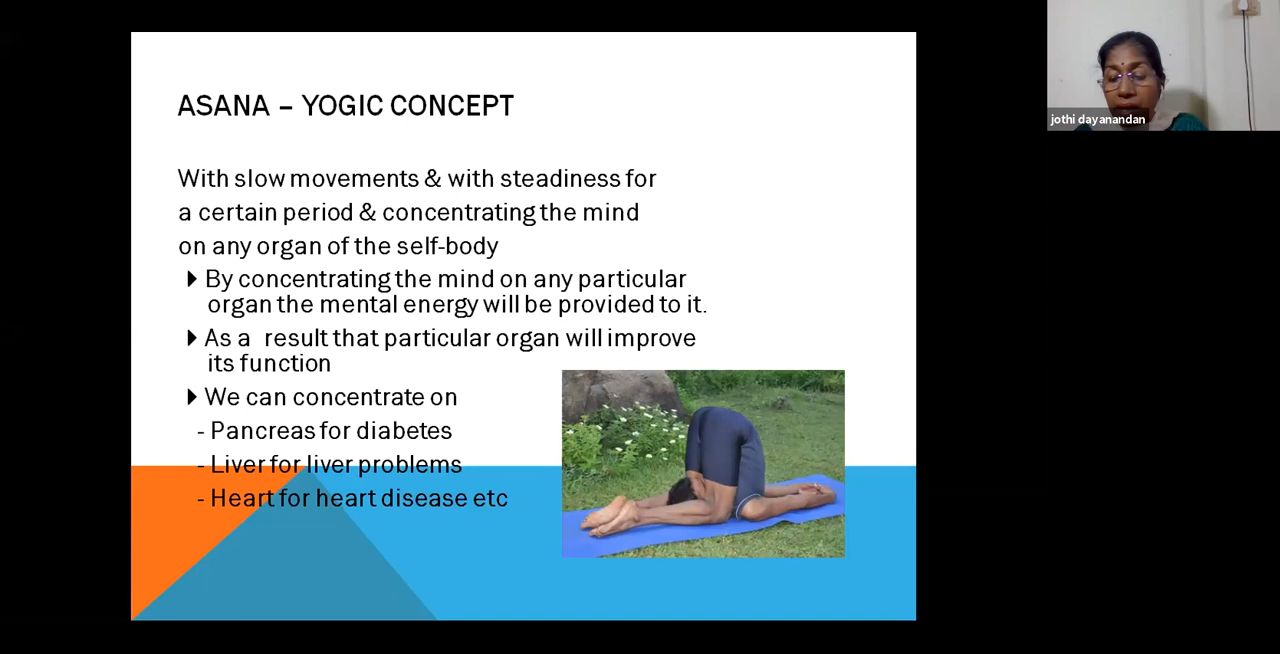 ASANA – YOGIC CONCEPT
With slow movements & with steadiness for
a certain period & concentrating the mind
on any organ of the self-body
By concentrating the mind on any particular
organ the mental energy will be provided to it.
As a result that particular organ will improve
its function
We can concentrate on
- Pancreas for diabetes
- Liver for liver problems
- Heart for heart disease etc
jothi dayanandan